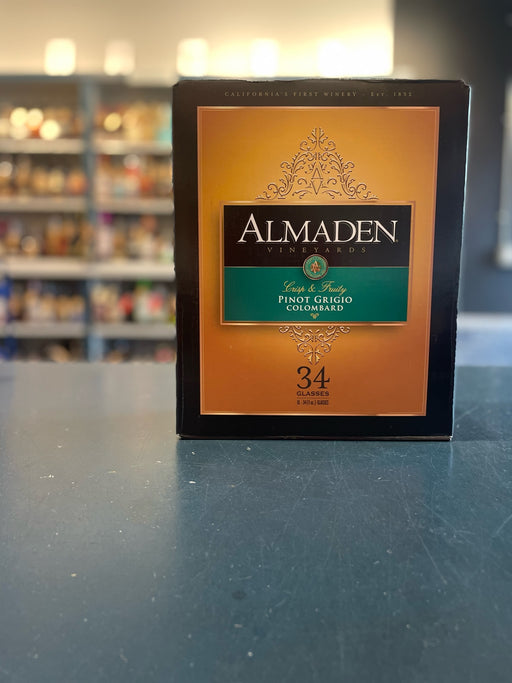 CALIFORNIA'S FIRST WINERY · EST. 1852
ALMADEN
VINEYARDS
Crisp & Fruity
PINOT GRIGIO
COLOMBARD
34
GLASSES